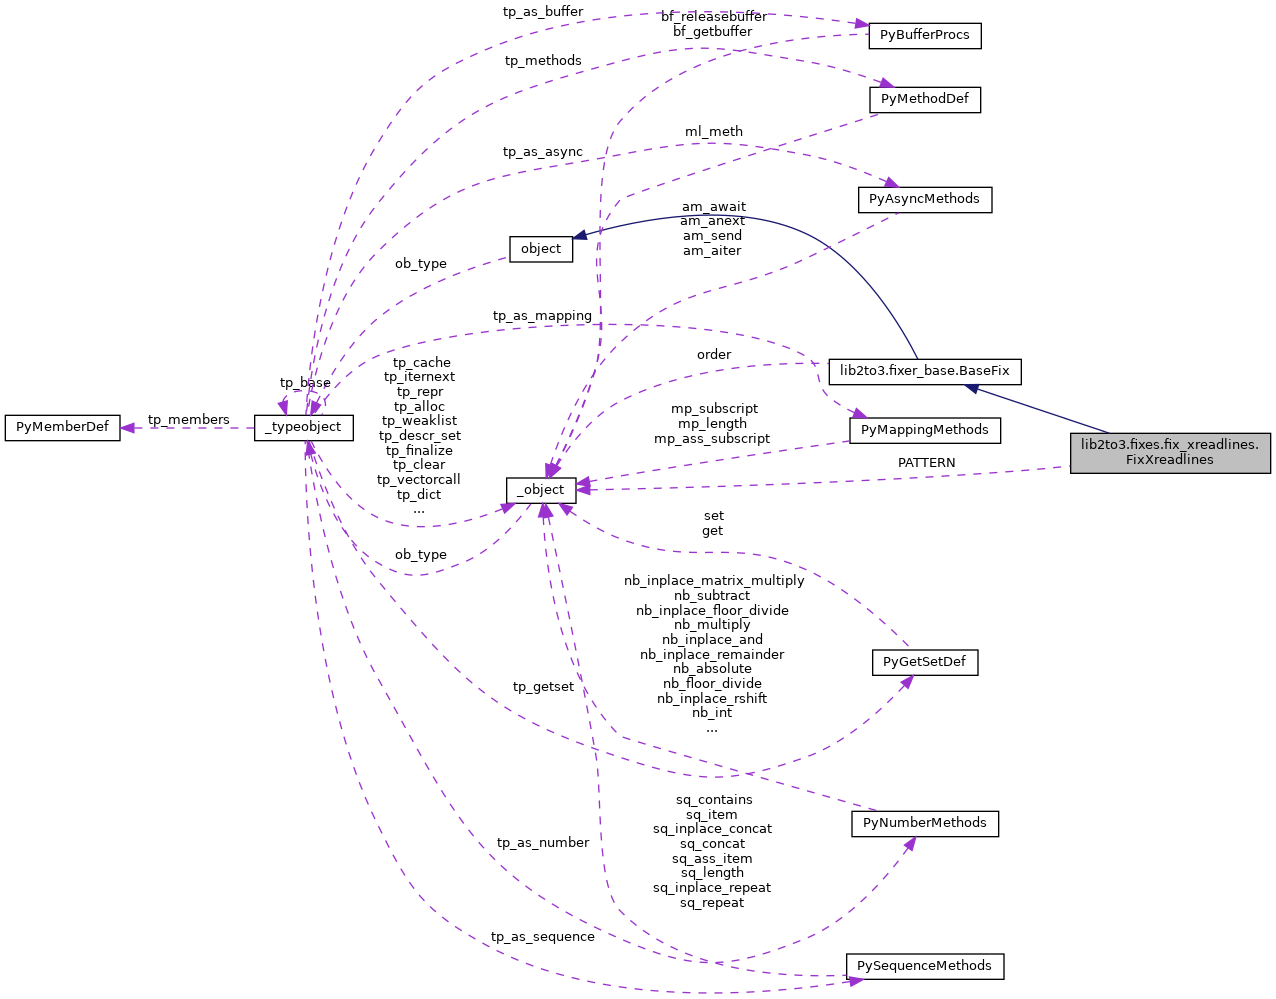 tp_as_buffer
bf_releasebuffer
bf_getbuffer
PyBufferProcs
tp_methods
PyMethodDef
ml_meth
tp_as_async
PyAsyncMethods
am_await
am_anext
am_send
am_aiter
object
ob_type
tp_as_mapping
order
lib2to3.fixer_base.BaseFix
tp_cache
tp_iternext
tp_repr
tp_alloc
tp_weaklist
tp_descr_set
tp_finalize
tp_clear
tp_vectorcall
tp_dict
...
tp_base
_typeobject
tp_members
PyMemberDef
mp_subscript
mp_length
mp_ass_subscript
PyMappingMethods
lib2to3.fixes.fix_xreadlines.
FixXreadlines
PATTERN
_object
set
get
ob_type
nb_inplace_matrix_multiply
nb_subtract
nb_inplace_floor_divide
nb_multiply
nb_inplace_and
nb_inplace_remainder
nb_absolute
nb_floor_divide
nb_inplace_rshift
nb_int
...
PyGetSetDef
tp_getset
sq_contains
sq_item
sq_inplace_concat
sq_concat
sq_ass_item
sq_length
sq_inplace_repeat
sq_repeat
PyNumberMethods
tp_as_number
tp_as_sequence
PySequenceMethods